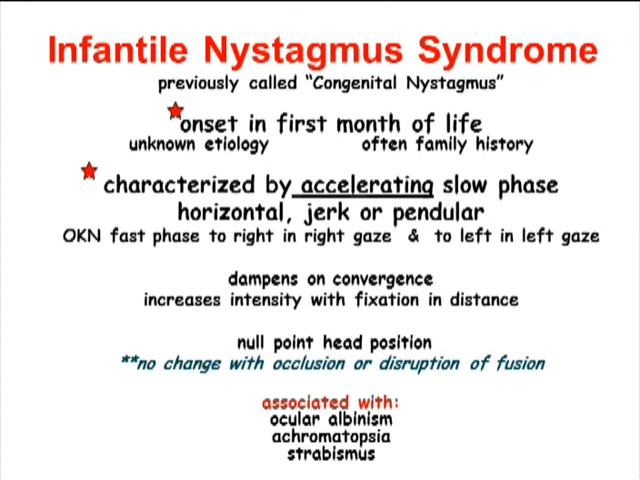 Infantile Nystagmus Syndrome
previously called “Congenital Nystagmus”
onset in first month of life
unknown etiology often family history
characterized by accelerating slow phase
horizontal, jerk or pendular
OKN fast phase to right in right gaze & to left in left gaze
dampens on convergence
increases intensity with fixation in distance
null point head position
**no change with occlusion or disruption of fusion
associated with:
ocular albinism
achromatopsia
strabismus